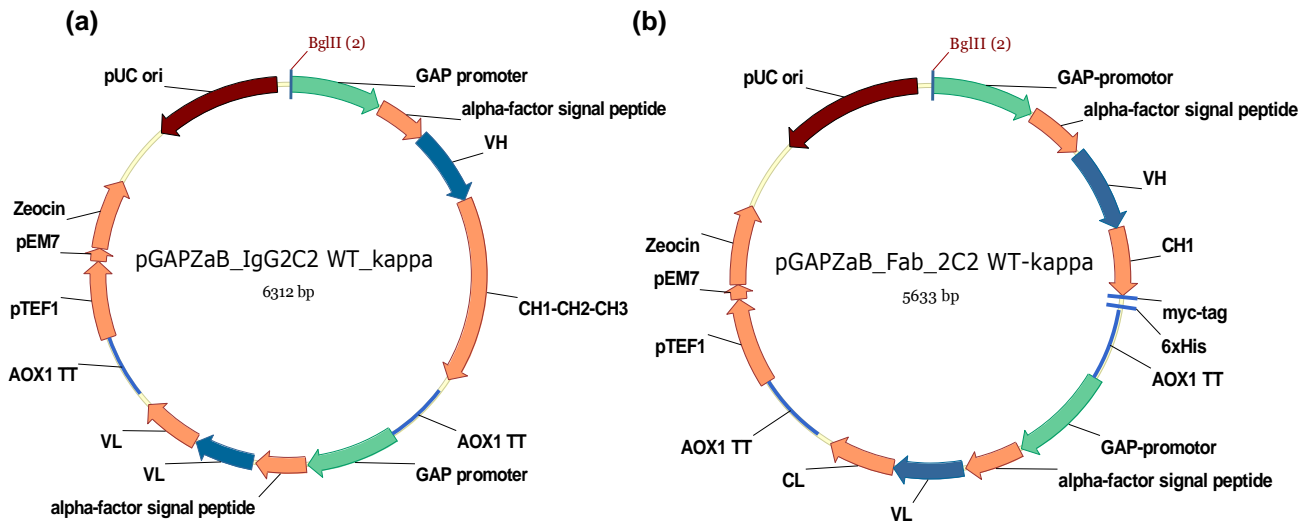 (a)
BglII (2)
pUC ori
GAP promoter
alpha-factor signal peptide
VH
Zeocin
pEM7
pGAPZaB_IgG2C2 WT_kappa
6312 bp
pTEF1
CH1-CH2-CH3
AOX1 TT
VL
AOX1 TT
VL
GAP promoter
alpha-factor signal peptide
(b)
BglII (2)
pUC ori
GAP-promotor
alpha-factor signal peptide
VH
Zeocin
CH1
pEM7
pGAPZaB_Fab_2C2 WT-kappa
5633 bp
myc-tag
pTEF1
6xHis
AOX1 TT
AOX1 TT
GAP-promotor
CL
alpha-factor signal peptide
VL